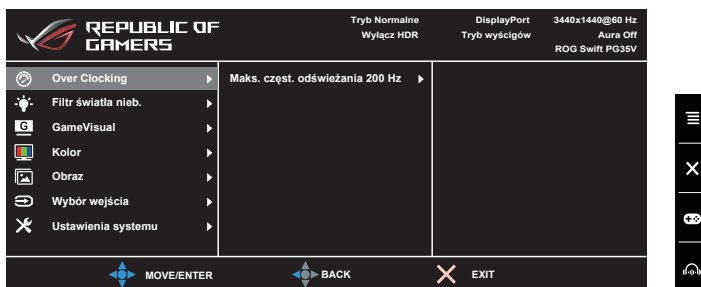 REPUBLIC OF
GAMERS
Tryb Normalne
Wyłącz HDR
DisplayPort
Tryb wyścigów
3440x1440@60 Hz
Aura Off
ROG Swift PG35V
Over Clocking
Maks. częst. odświeżania 200 Hz
Filtr światła nieb.
G GameVisual
Kolor
Obraz
Wybór wejścia
Ustawienia systemu
MOVE/ENTER
BACK
EXIT